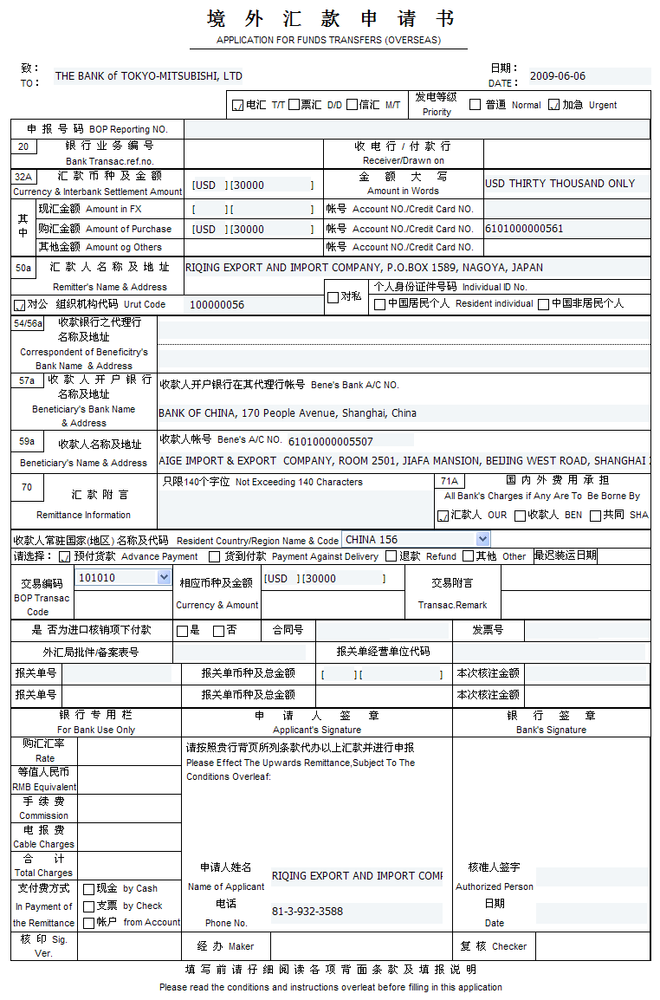 境 外 汇 款 申 请 书
APPLICATION FOR FUNDS TRANSFERS (OVERSEAS)
致： 日期：
TO： THE BANK of TOKYO-MITSUBISHI, LTD DATE： 2009-06-06
电汇 T/T 票汇 D/D 信汇 M/T 发电等级 Priority 普通 Normal 加急 Urgent
申 报 号 码 BOP Reporting NO.
20 银 行 业 务 编 号 收 电 行 / 付 款 行
Bank Transac.ref.no. Receiver/Drawn on
32A 汇 款 币 种 及 金 额 金 额 大 写
Currency & Interbank Settlement Amount [USD ] [30000 ] Amount in Words USD THIRTY THOUSAND ONLY
其中
现汇金额 Amount in FX [ ] [ ] 帐号 Account NO./Credit Card NO.
购汇金额 Amount of Purchase [USD ] [30000 ] 帐号 Account NO./Credit Card NO. 6101000000561
其他金额 Amount og Others 帐号 Account NO./Credit Card NO.
50a 汇 款 人 名 称 及 地 址 RIQING EXPORT AND IMPORT COMPANY, P.O.BOX 1589, NAGOYA, JAPAN
Remitter's Name & Address 对私 个人身份证件号码 Individual ID No.
对公 组织机构代码 Urut Code 100000056 中国居民个人 Resident individual 中国非居民个人
54/56a 收款银行之代理行
名称及地址
Correspondent of Beneficitry's
Bank Name & Address
57a 收 款 人 开 户 银 行 收款人开户银行在其代理行帐号 Bene's Bank A/C NO.
名称及地址
Beneficiary's Bank Name BANK OF CHINA, 170 People Avenue, Shanghai, China
& Address
59a 收款人名称及地址 收款人帐号 Bene's A/C NO. 61010000005507
Beneficiary's Name & Address AIGE IMPORT & EXPORT COMPANY, ROOM 2501, JIAFA MANSION, BEIJING WEST ROAD, SHANGHAI
70 汇 款 附 言 只限140个字位 Not Exceeding 140 Characters 71A 国 内 外 费 用 承 担
Remittance Information All Bank's Charges if Any Are To Be Borne By
汇款人 OUR 收款人 BEN 共同 SHA
收款人常驻国家(地区) 名称及代码 Resident Country/Region Name & Code CHINA 156
请选择： 预付货款 Advance Payment 货到付款 Payment Against Delivery 退款 Refund 其他 Other 最迟装运日期
交易编码 101010 相应币种及金额 [USD ] [30000 ] 交易附言
BOP Transac Code Currency & Amount Transac.Remark
是 否为进口核销项下付款 是 否 合同号 发票号
外汇局批件/备案表号 报关单经营单位代码
报关单号 报关单币种及总金额 [ ] [ ] 本次核注金额
报关单号 报关单币种及总金额 本次核注金额
银 行 专 用 栏 申 请 人 签 章 银 行 签 章
For Bank Use Only Applicant's Signature Bank's Signature
购汇汇率 请按照贵行背页所列条款代办以上汇款并进行申报
Rate Please Effect The Upwards Remittance,Subject To The
等值人民币 Conditions Overleaf:
RMB Equivalent
手 续 费
Commission
电 报 费
Cable Charges
合 计 申请人姓名 核准人签字
Total Charges Name of Applicant RIQING EXPORT AND IMPORT COMP Authorized Person
支付费方式 现金 by Cash
In Payment of 支票 by Check 电话 81-3-932-3588 日期
the Remittance 帐户 from Account Phone No. Date
核 印 Sig. 经 办 Maker 复 核 Checker
Ver.
填 写 前 请 仔 细 阅 读 各 项 背 面 条 款 及 填 报 说 明
Please read the conditions and instructions overleat before filling in this application